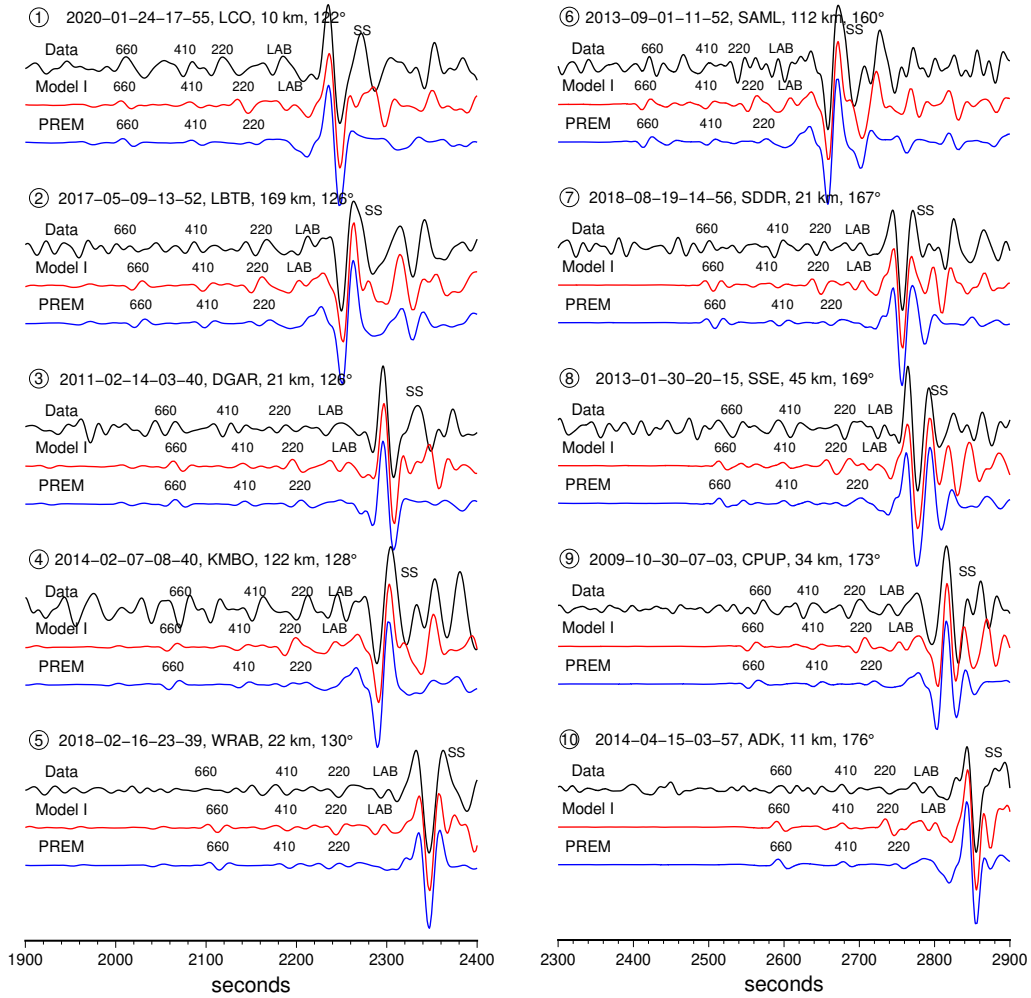 ① 2020−01−24−17−55, LCO, 10 km, 122°
SS
Data 660 410 220 LAB
Model I 660 410 220 LAB
PREM 660 410 220
② 2017−05−09−13−52, LBTB, 169 km, 126°
SS
Data 660 410 220 LAB
Model I 660 410 220 LAB
PREM 660 410 220
③ 2011−02−14−03−40, DGAR, 21 km, 126°
SS
Data 660 410 220 LAB
Model I 660 410 220 LAB
PREM 660 410 220
④ 2014−02−07−08−40, KMBO, 122 km, 128°
SS
Data 660 410 220 LAB
Model I 660 410 220 LAB
PREM 660 410 220
⑤ 2018−02−16−23−39, WRAB, 22 km, 130°
SS
Data 660 410 220 LAB
Model I 660 410 220 LAB
PREM 660 410 220
1900 2000 2100 2200 2300 2400
seconds
⑥ 2013−09−01−11−52, SAML, 112 km, 160°
SS
Data 660 410 220 LAB
Model I 660 410 220 LAB
PREM 660 410 220
⑦ 2018−08−19−14−56, SDDR, 21 km, 167°
SS
Data 660 410 220 LAB
Model I 660 410 220 LAB
PREM 660 410 220
⑧ 2013−01−30−20−15, SSE, 45 km, 169°
SS
Data 660 410 220 LAB
Model I 660 410 220 LAB
PREM 660 410 220
⑨ 2009−10−30−07−03, CPUP, 34 km, 173°
SS
Data 660 410 220 LAB
Model I 660 410 220 LAB
PREM 660 410 220
⑩ 2014−04−15−03−57, ADK, 11 km, 176°
SS
Data 660 410 220 LAB
Model I 660 410 220 LAB
PREM 660 410 220
2300 2400 2500 2600 2700 2800 2900
seconds